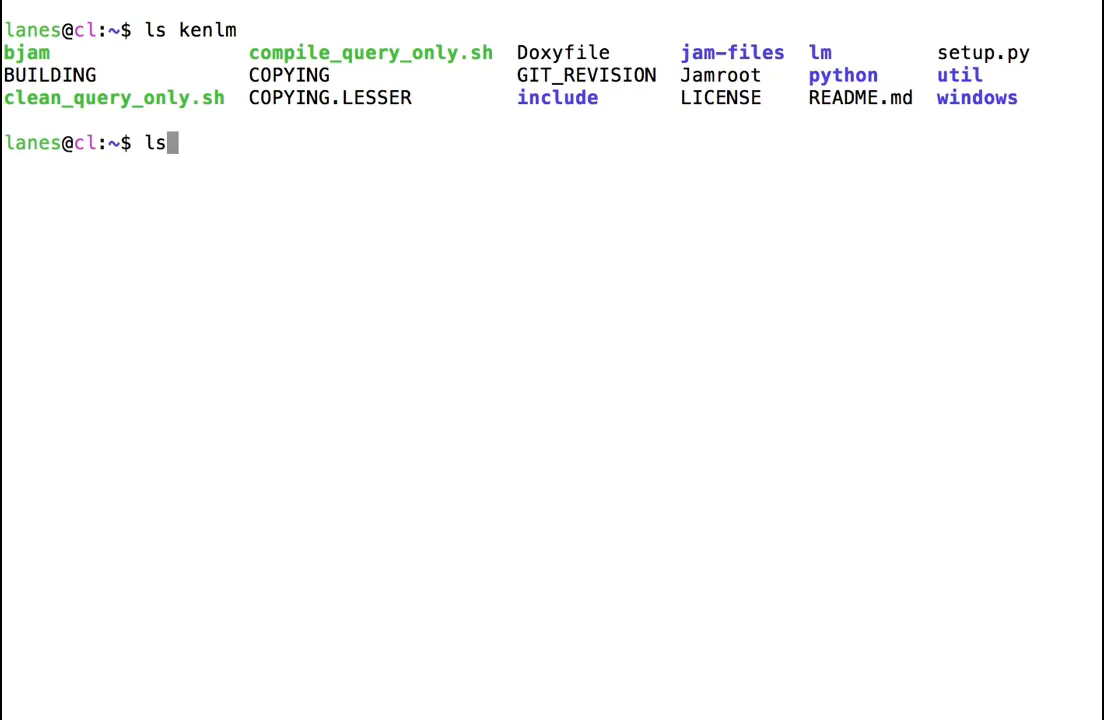 lanes@cl:~$ ls kenlm
bjam compile_query_only.sh Doxyfile jam-files lm setup.py
BUILDING COPYING GIT_REVISION Jamroot python util
clean_query_only.sh COPYING.LESSER include LICENSE README.md windows
lanes@cl:~$ ls